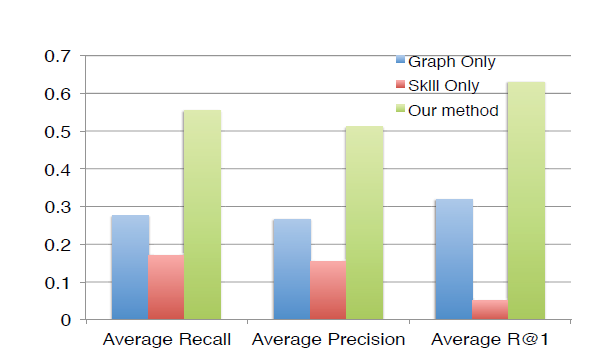 0.7
0.6
0.5
0.4
0.3
0.2
0.1
0
Graph Only
Skill Only
Our method
Average Recall Average Precision Average R@1